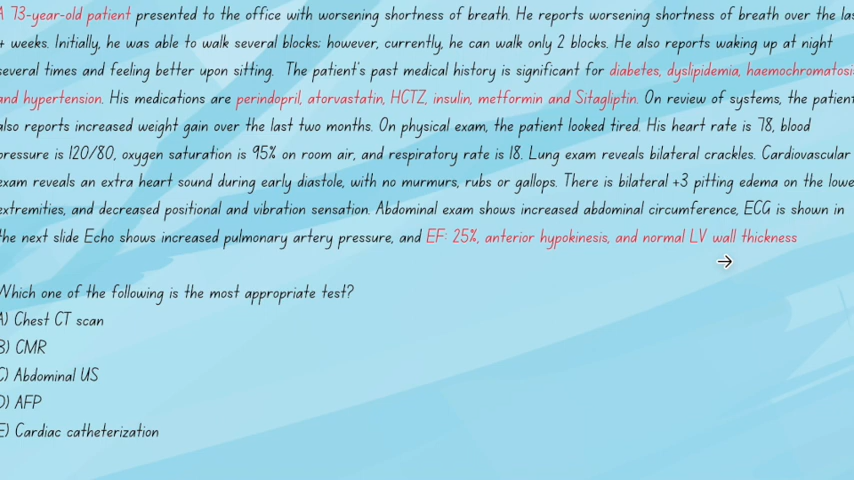 A 73-year-old patient presented to the office with worsening shortness of breath. He reports worsening shortness of breath over the las
4 weeks. Initially, he was able to walk several blocks; however, currently, he can walk only 2 blocks. He also reports waking up at night
several times and feeling better upon sitting. The patient's past medical history is significant for diabetes, dyslipidemia, haemochromatosis
and hypertension. His medications are perindopril, atorvastatin, HCTZ, insulin, metformin and Sitagliptin. On review of systems, the patient
also reports increased weight gain over the last two months. On physical exam, the patient looked tired. His heart rate is 78, blood
pressure is 120/80, oxygen saturation is 95% on room air, and respiratory rate is 18. Lung exam reveals bilateral crackles. Cardiovascular
exam reveals an extra heart sound during early diastole, with no murmurs, rubs or gallops. There is bilateral +3 pitting edema on the lowe
extremities, and decreased positional and vibration sensation. Abdominal exam shows increased abdominal circumference, ECG is shown in
the next slide Echo shows increased pulmonary artery pressure, and EF: 25%, anterior hypokinesis, and normal LV wall thickness
Which one of the following is the most appropriate test?
A) Chest CT scan
B) CMR
C) Abdominal US
D) AFP
E) Cardiac catheterization